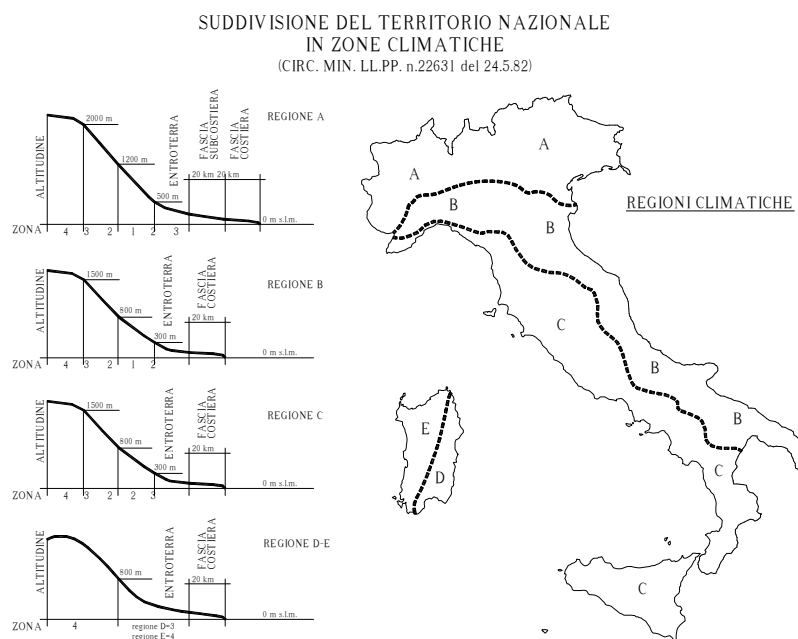 SUDDIVISIONE DEL TERRITORIO NAZIONALE
IN ZONE CLIMATICHE
(CIRC. MIN. LL.PP. n.22631 del 24.5.82)
REGIONE A
ALTITUDINE
2000 m
1200 m
500 m
ENTROTERRA
FASCIA
SUBCOSTIERA
FASCIA
COSTIERA
20 km 20 km
0 m s.l.m.
ZONA 4 3 2 1 2 3
REGIONE B
ALTITUDINE
1500 m
800 m
300 m
ENTROTERRA
FASCIA
COSTIERA
20 km
0 m s.l.m.
ZONA 4 3 2 1 2
REGIONE C
ALTITUDINE
1500 m
800 m
300 m
ENTROTERRA
FASCIA
COSTIERA
20 km
0 m s.l.m.
ZONA 4 3 2 2 3
REGIONE D-E
ALTITUDINE
800 m
ENTROTERRA
FASCIA
COSTIERA
20 km
0 m s.l.m.
ZONA 4
regione D=3
regione E=4
REGIONI CLIMATICHE
A
A
B
B
C
B
B
E
D
C
C